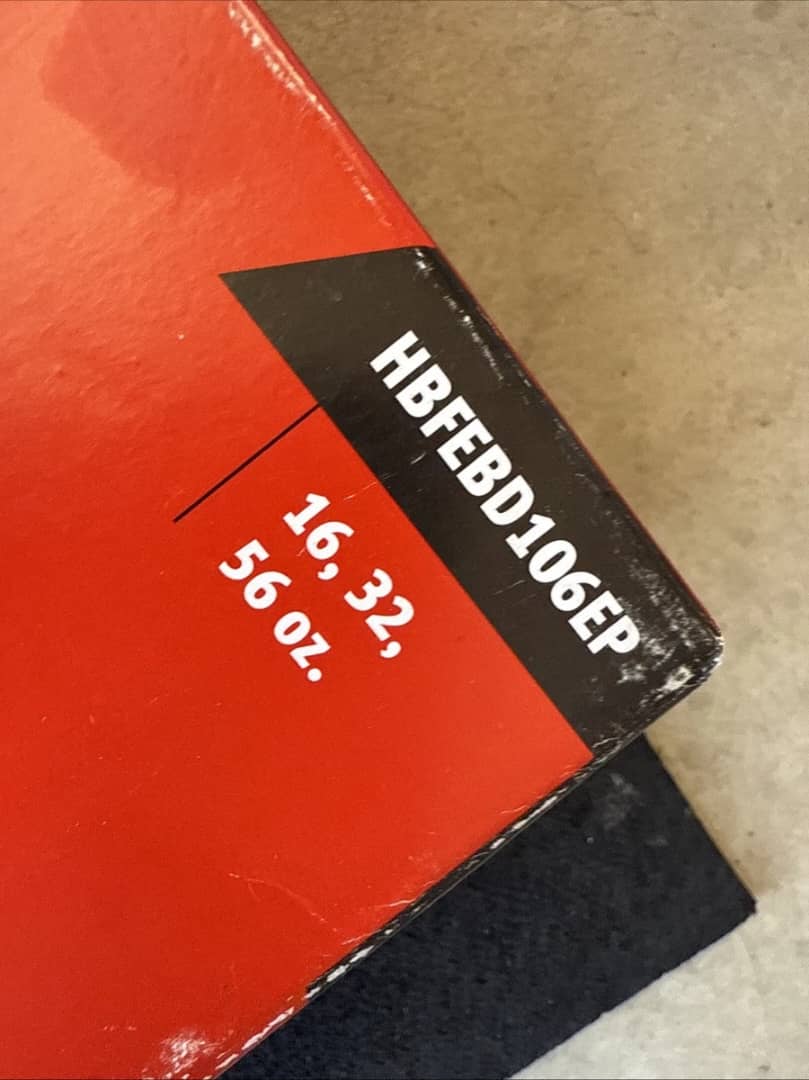 HBFEBD106EP
16, 32,
56 oz.